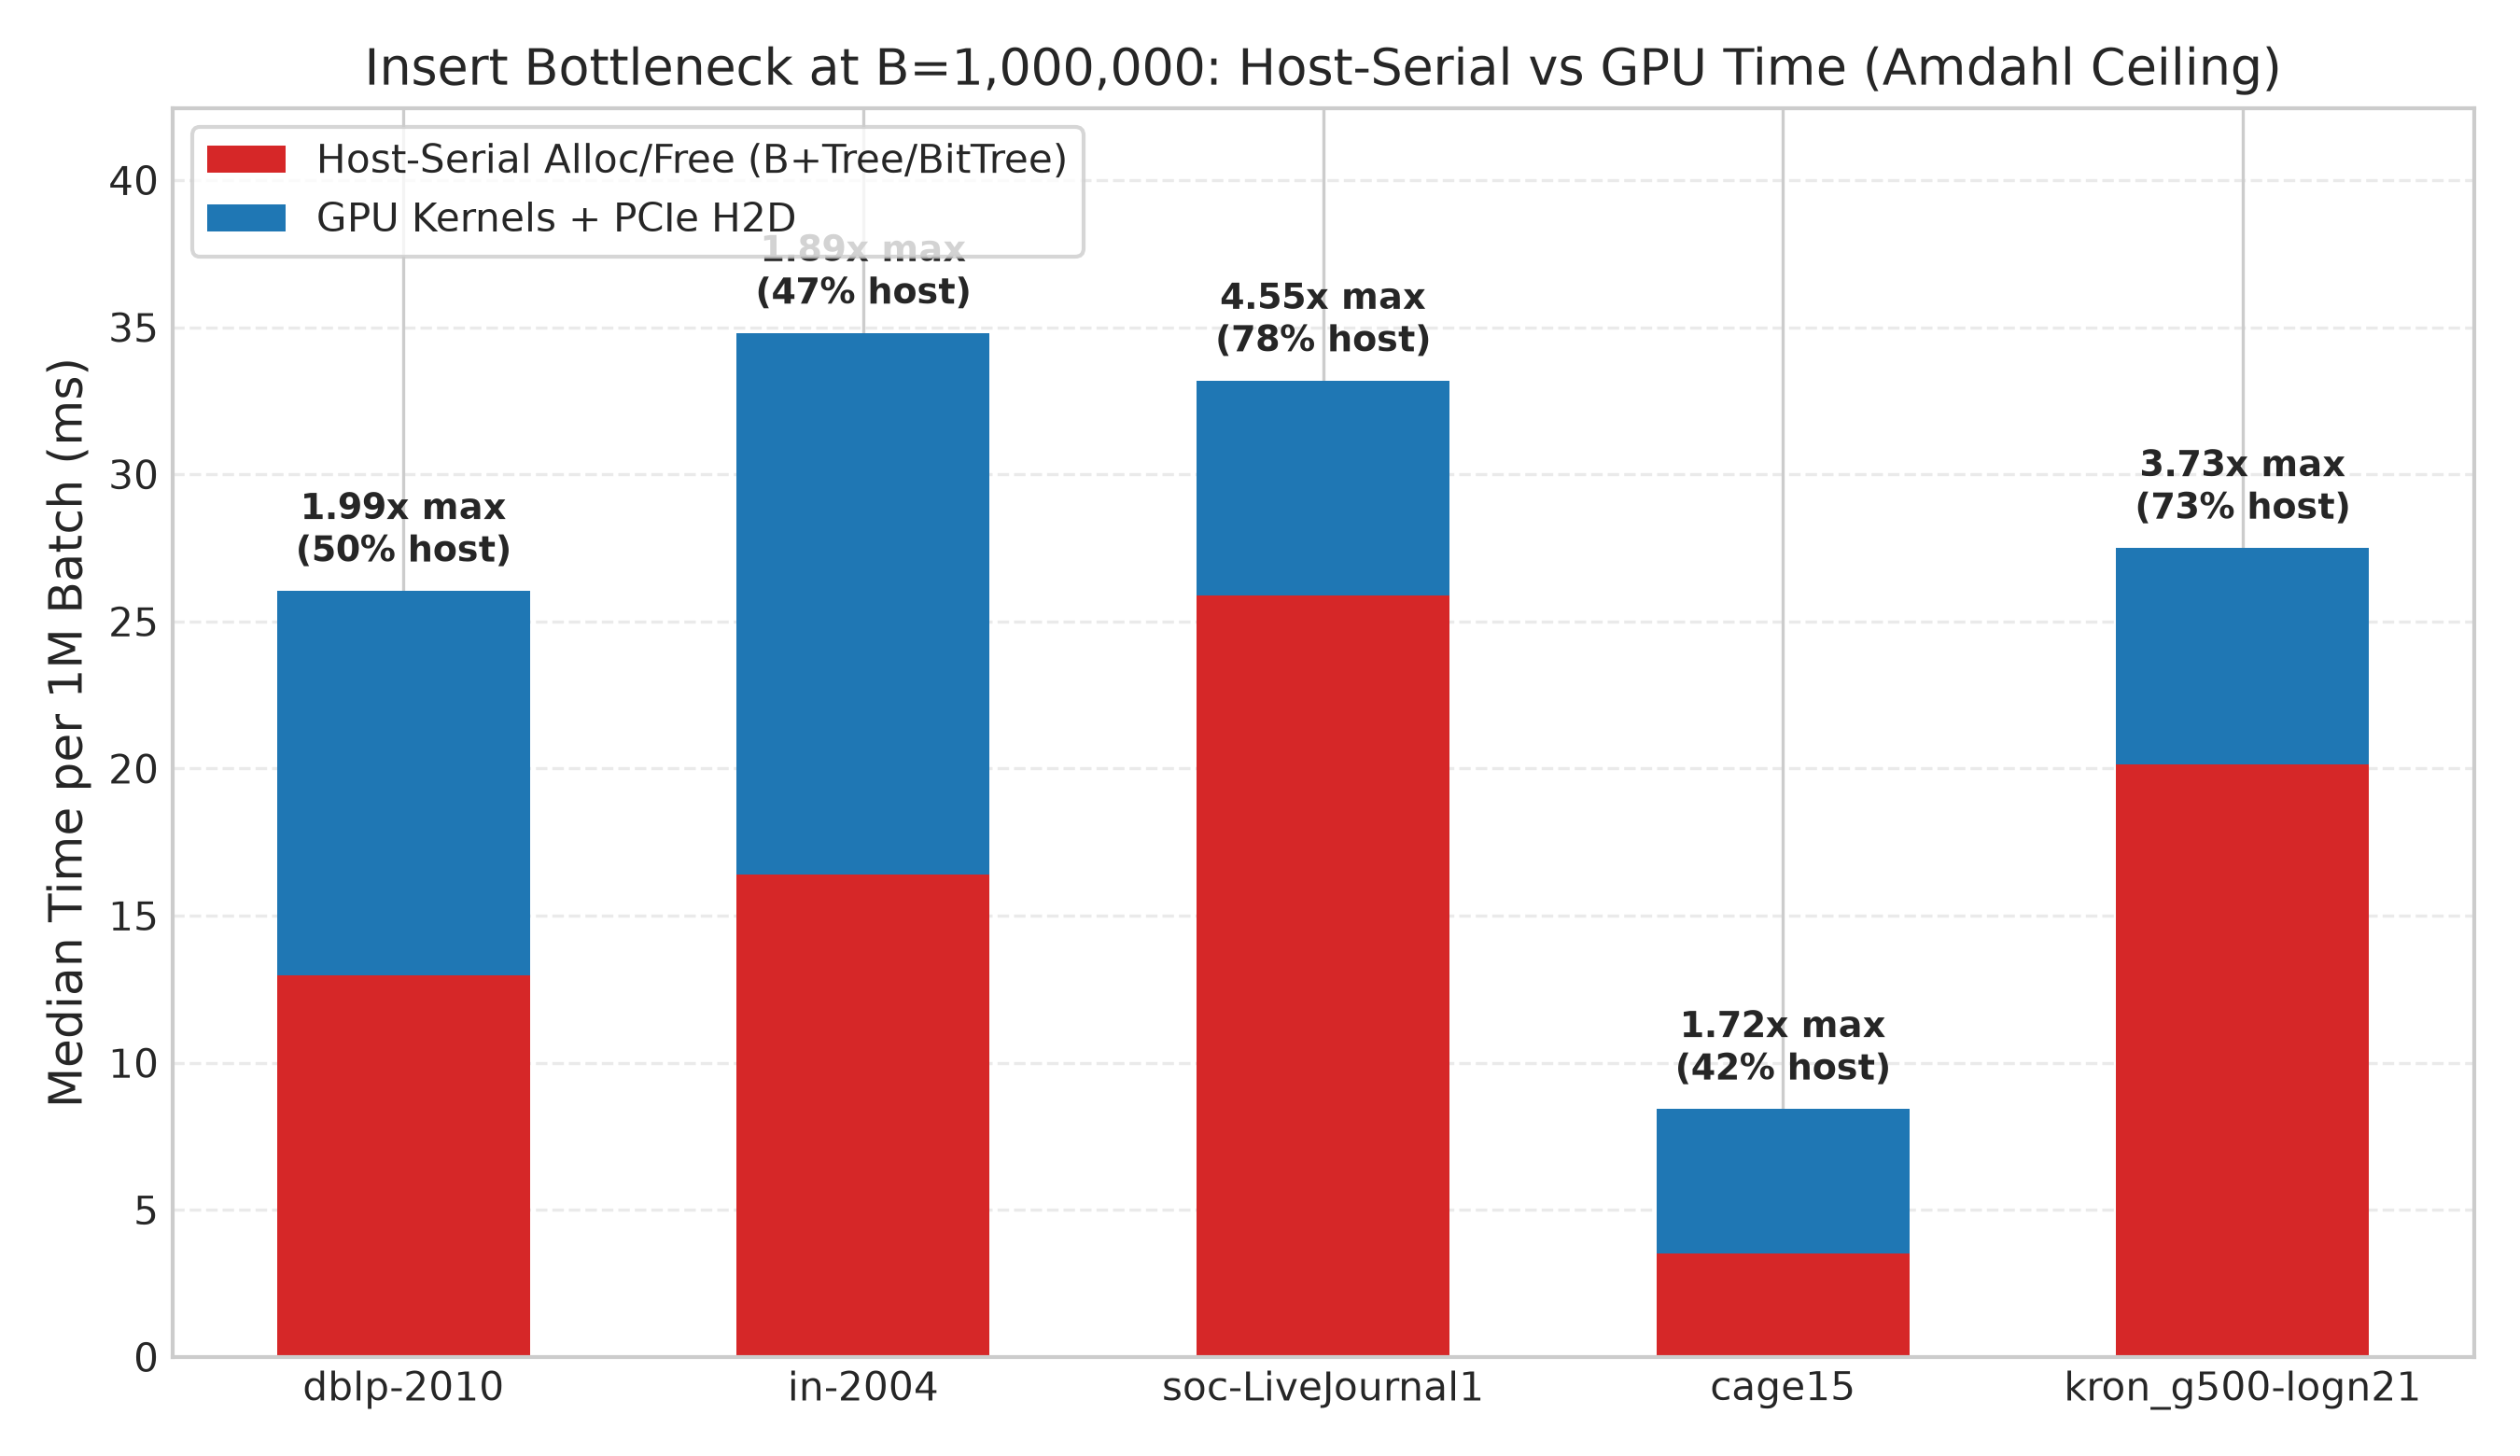 Insert Bottleneck at B=1,000,000: Host-Serial vs GPU Time (Amdahl Ceiling)
Host-Serial Alloc/Free (B+Tree/BitTree)
GPU Kernels + PCIe H2D
Median Time per 1M Batch (ms)
40
35
30
25
20
15
10
5
0
1.99x max
(50% host)
1.89x max
(47% host)
4.55x max
(78% host)
1.72x max
(42% host)
3.73x max
(73% host)
dblp-2010
in-2004
soc-LiveJournal1
cage15
kron_g500-logn21